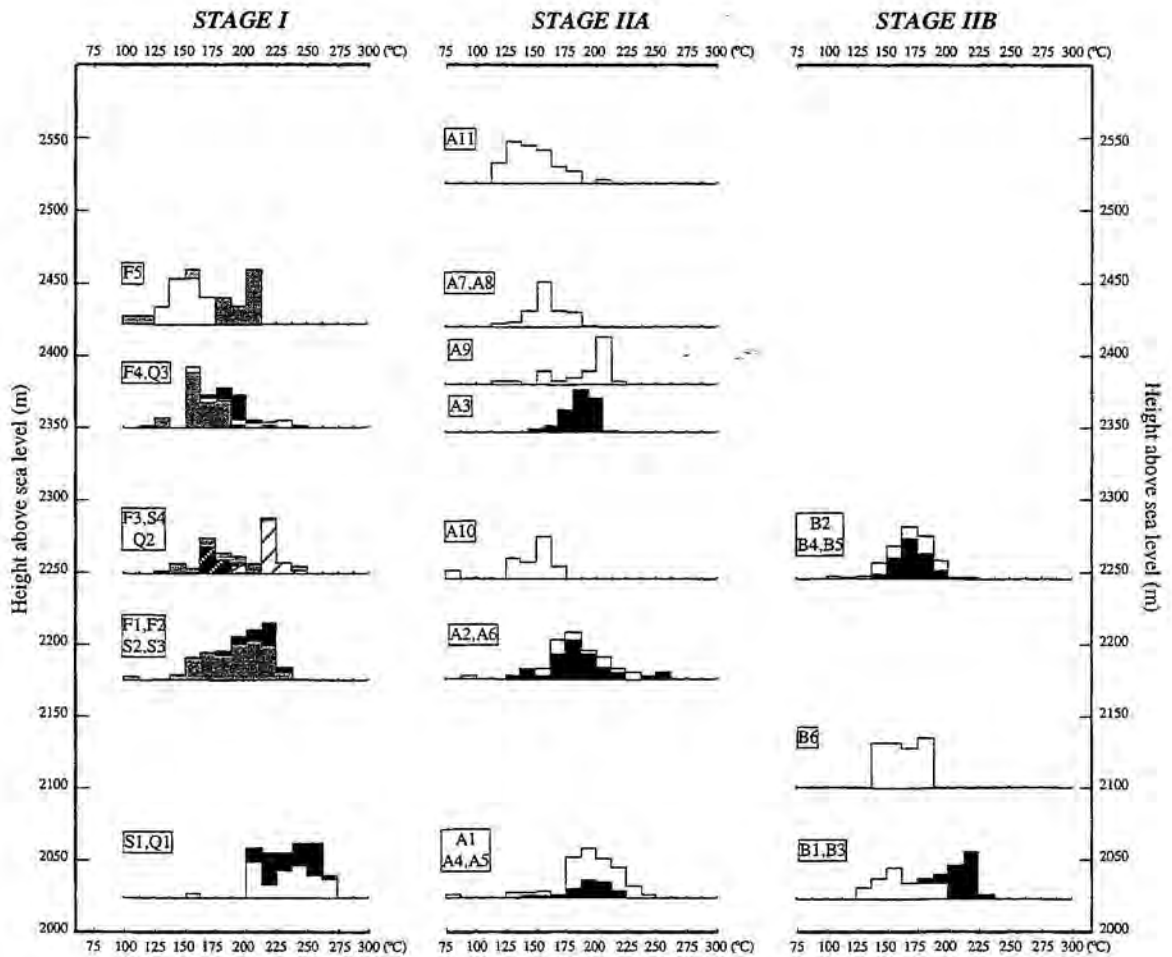 STAGE I STAGE IIA STAGE IIB
75 100 125 150 175 200 225 250 275 300 (°C) 75 100 125 150 175 200 225 250 275 300 (°C) 75 100 125 150 175 200 225 250 275 300 (°C)
Height above sea level (m)
2550
2500
2450
2400
2350
2300
2250
2200
2150
2100
2050
2000
F5
F4,Q3
F3,S4
Q2
F1,F2
S2,S3
S1,Q1
A11
A7,A8
A9
A3
A10
A2,A6
A1
A4,A5
B2
B4,B5
B6
B1,B3
2550
2500
2450
2400
2350
2300
2250
2200
2150
2100
2050
2000
Height above sea level (m)
75 100 125 150 175 200 225 250 275 300 (°C) 75 100 125 150 175 200 225 250 275 300 (°C) 75 100 125 150 175 200 225 250 275 300 (°C)